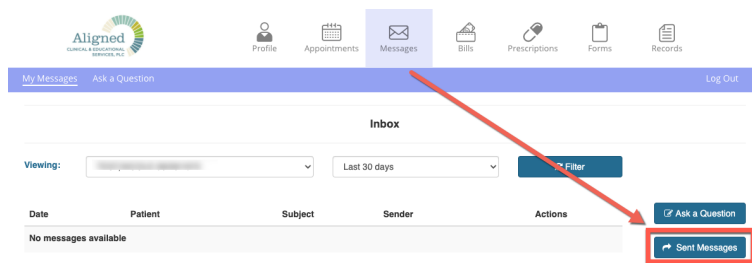 Aligned
CLINICAL & EDUCATIONAL
SERVICES, PLC
Profile Appointments Messages Bills Prescriptions Forms Records
My Messages Ask a Question Log Out
Inbox
Viewing: Last 30 days Filter
Date Patient Subject Sender Actions
Ask a Question
No messages available
Sent Messages